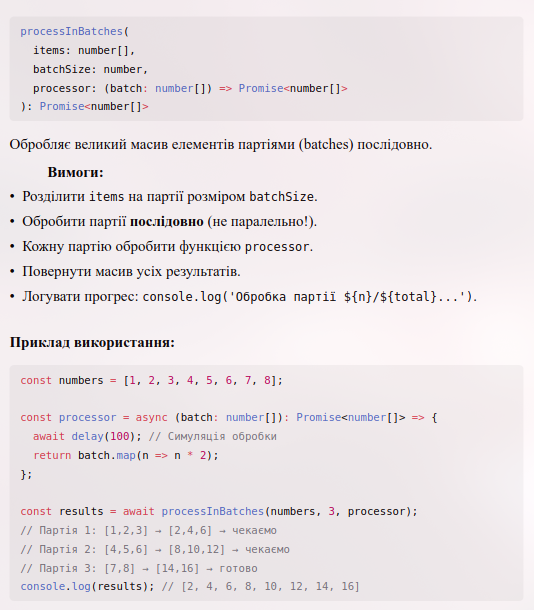 processInBatches(
  items: number[],
  batchSize: number,
  processor: (batch: number[]) => Promise<number[]>
): Promise<number[]>
Обробляє великий масив елементів партіями (batches) послідовно.
Вимоги:
• Розділити items на партії розміром batchSize.
• Обробити партії послідовно (не паралельно!).
• Кожну партію обробити функцією processor.
• Повернути масив усіх результатів.
• Логувати прогрес: console.log('Обробка партії ${n}/${total}...').
Приклад використання:
const numbers = [1, 2, 3, 4, 5, 6, 7, 8];
const processor = async (batch: number[]): Promise<number[]> => {
  await delay(100); // Симуляція обробки
  return batch.map(n => n * 2);
};
const results = await processInBatches(numbers, 3, processor);
// Партія 1: [1,2,3] → [2,4,6] → чекаємо
// Партія 2: [4,5,6] → [8,10,12] → чекаємо
// Партія 3: [7,8] → [14,16] → готово
console.log(results); // [2, 4, 6, 8, 10, 12, 14, 16]